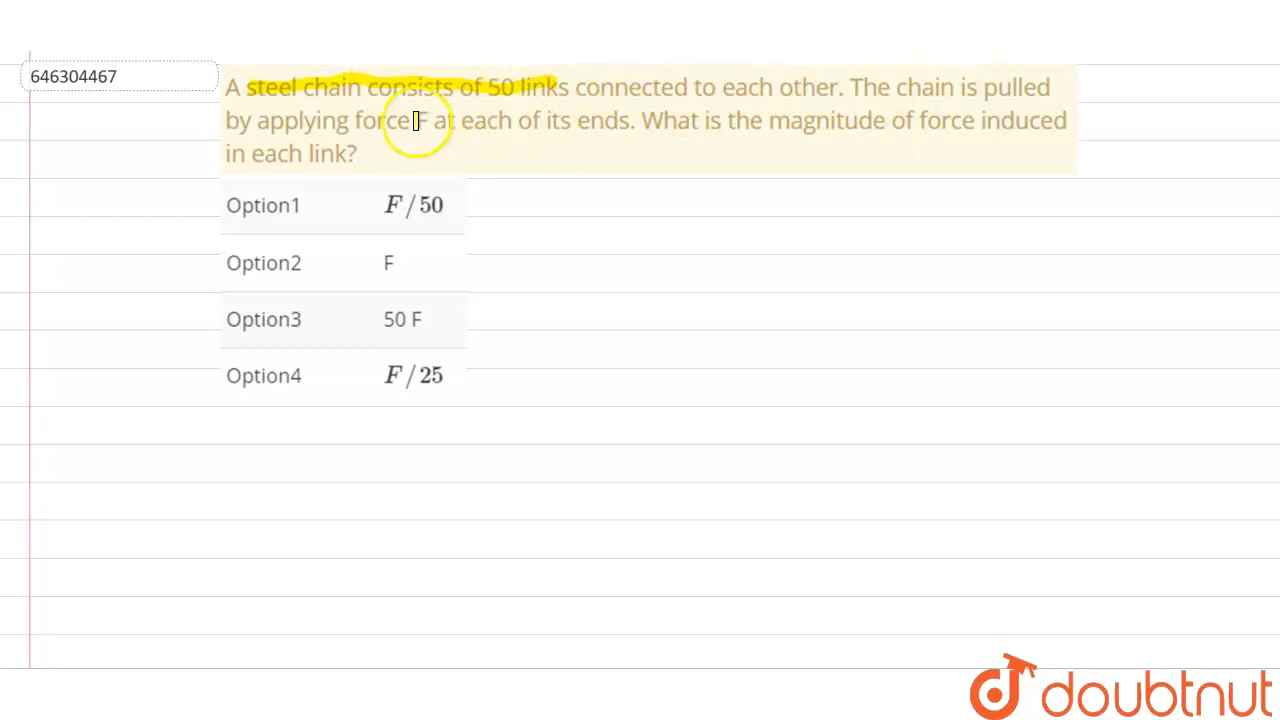 646304467
A steel chain consists of 50 links connected to each other. The chain is pulled
by applying force F at each of its ends. What is the magnitude of force induced
in each link?
Option1 F/50
Option2 F
Option3 50 F
Option4 F/25
doubtnut